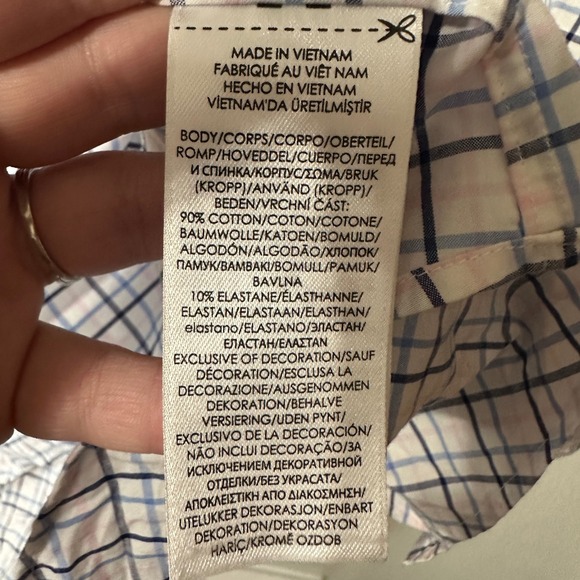 MADE IN VIETNAM
FABRIQUÉ AU VIÊT NAM
HECHO EN VIETNAM
VİETNAM'DA ÜRETİLMİŞTİR
BODY/CORPS/CORPO/OBERTEIL/
ROMP/HOVEDDEL/CUERPO/ПЕРЕД
И СПИНКА/КОРПУС/ΣΩΜΑ/BRUK
(KROPP)/ANVÄND (KROPP)/
BEDEN/VRCHNÍ ČÁST:
90% COTTON/COTON/COTONE/
BAUMWOLLE/KATOEN/BOMULD/
ALGODÓN/ALGODÃO/ХЛОПОК/
ПАМУК/ΒΑΜΒΑΚΙ/BOMULL/PAMUK/
BAVLNA
10% ELASTANE/ÉLASTHANNE/
ELASTAN/ELASTAAN/ELASTHAN/
elastano/ELASTANO/ЭЛАСТАН/
ЕЛАСТАН/ΕΛΑΣΤΑΝ
EXCLUSIVE OF DECORATION/SAUF
DÉCORATION/ESCLUSA LA
DECORAZIONE/AUSGENOMMEN
DEKORATION/BEHALVE
VERSIERING/UDEN PYNT/
EXCLUSIVO DE LA DECORACIÓN/
NÃO INCLUI DECORAÇÃO/ЗА
ИСКЛЮЧЕНИЕМ ДЕКОРАТИВНОЙ
ОТДЕЛКИ/БЕЗ УКРАСАТА/
ΑΠΟΚΛΕΙΣΤΙΚΗ ΑΠΟ ΔΙΑΚΟΣΜΗΣΗ/
UTELUKKER DEKORASJON/ENBART
DEKORATION/DEKORASYON
HARİÇ/KROMĚ OZDOB